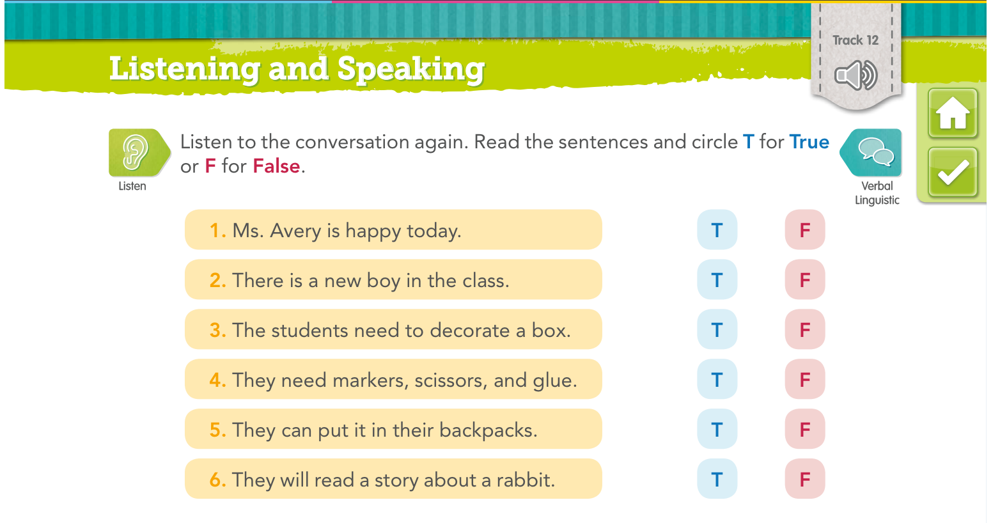 Track 12
Listening and Speaking
Listen to the conversation again. Read the sentences and circle T for True
or F for False.
Listen
Verbal
Linguistic
1. Ms. Avery is happy today. T F
2. There is a new boy in the class. T F
3. The students need to decorate a box. T F
4. They need markers, scissors, and glue. T F
5. They can put it in their backpacks. T F
6. They will read a story about a rabbit. T F